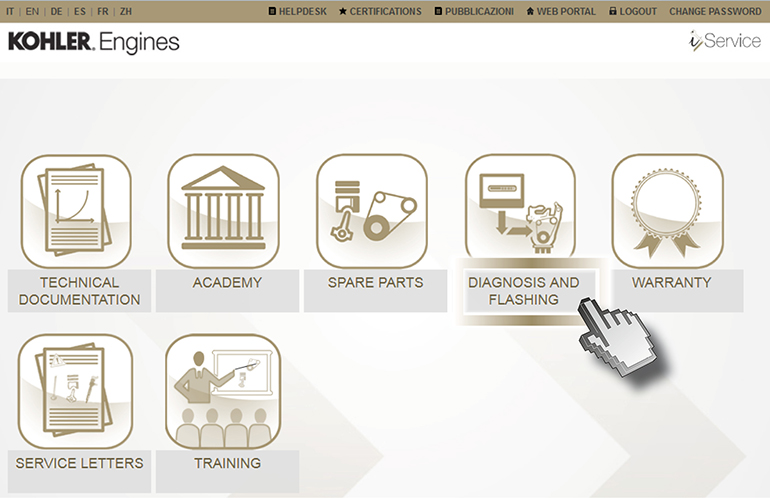 IT | EN | DE | ES | FR | ZH HELPDESK CERTIFICATIONS PUBBLICAZIONI WEB PORTAL LOGOUT CHANGE PASSWORD
KOHLER. Engines
iService
TECHNICAL
DOCUMENTATION
ACADEMY
SPARE PARTS
DIAGNOSIS AND
FLASHING
WARRANTY
SERVICE LETTERS
TRAINING